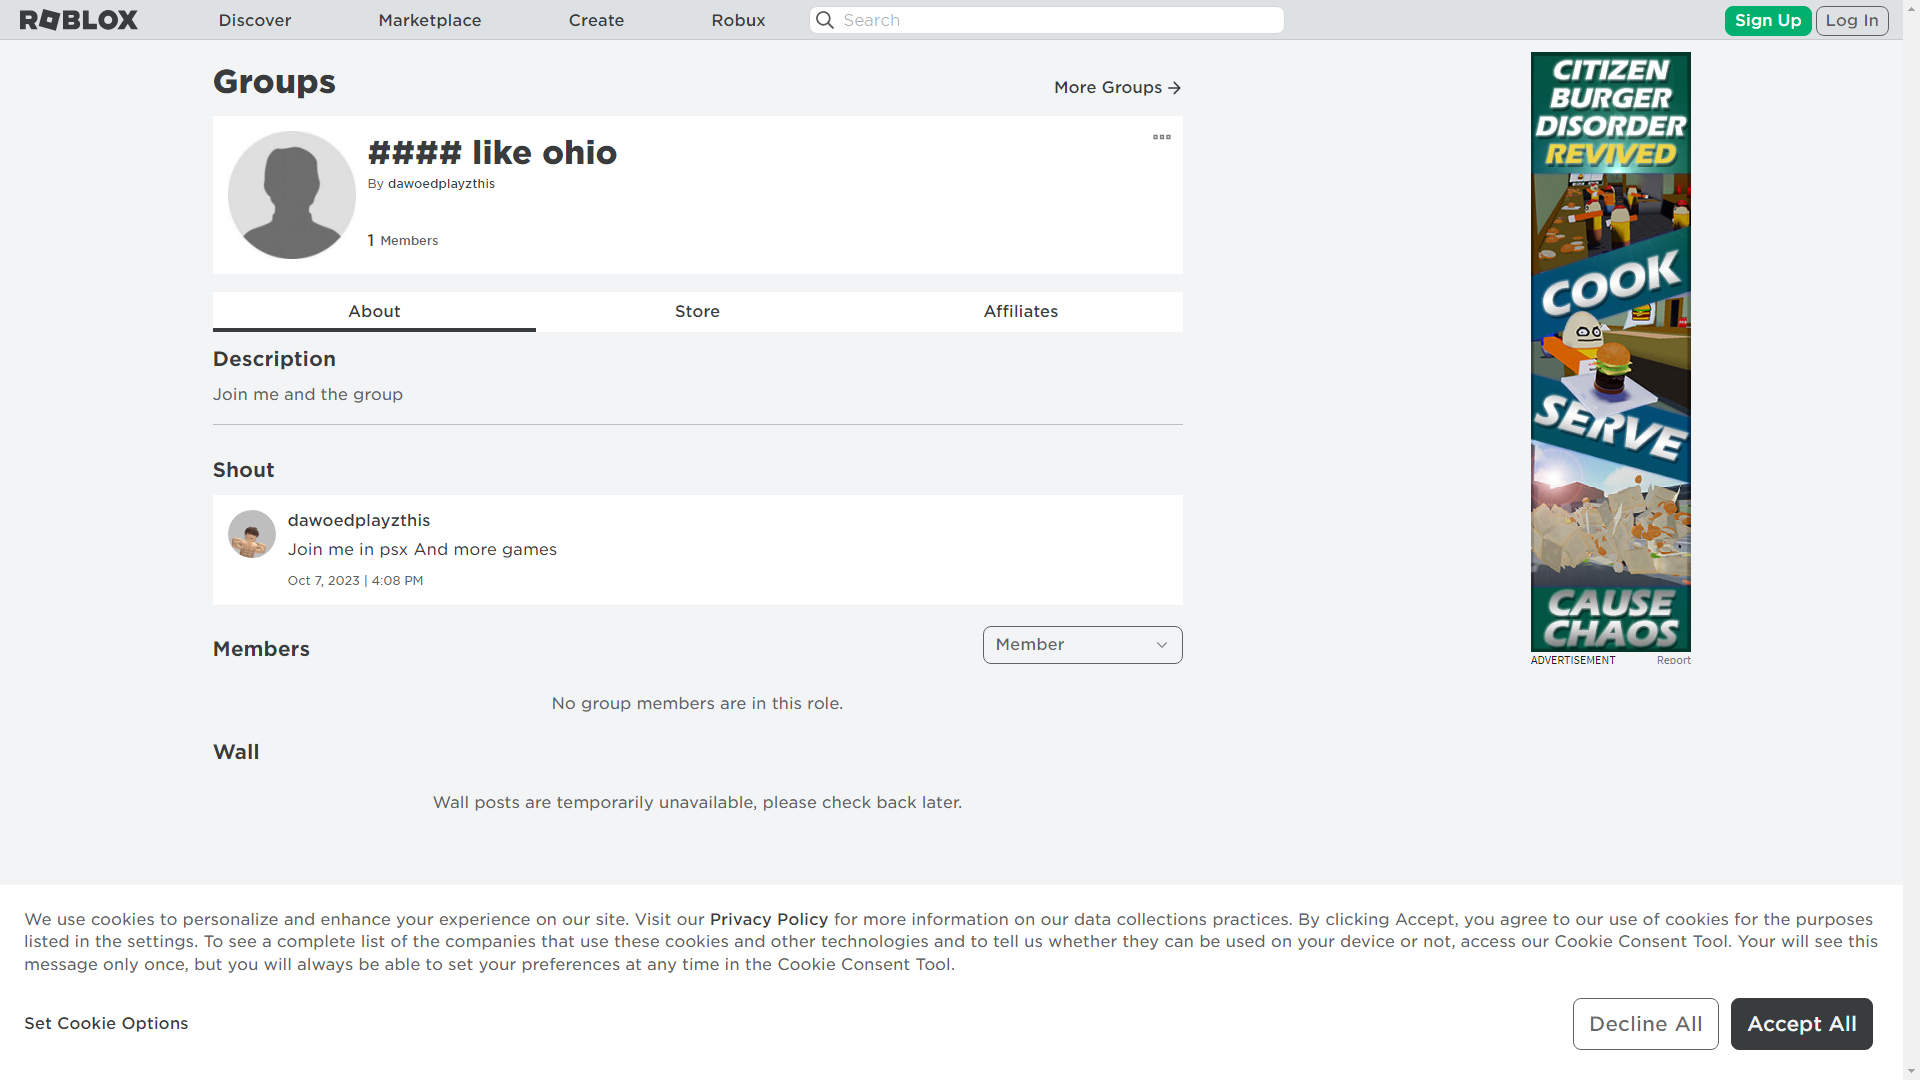 ROBLOX
Discover
Marketplace
Create
Robux
Search
Sign Up
Log In
Groups
More Groups
#### like ohio
By dawoedplayzthis
1 Members
About
Store
Affiliates
Description
Join me and the group
Shout
dawoedplayzthis
Join me in psx And more games
Oct 7, 2023 | 4:08 PM
Members
Member
No group members are in this role.
Wall
Wall posts are temporarily unavailable, please check back later.
CITIZEN
BURGER
DISORDER
REVIVED
COOK
SERVE
CAUSE
CHAOS
ADVERTISEMENT
Report
We use cookies to personalize and enhance your experience on our site. Visit our Privacy Policy for more information on our data collections practices. By clicking Accept, you agree to our use of cookies for the purposes
listed in the settings. To see a complete list of the companies that use these cookies and other technologies and to tell us whether they can be used on your device or not, access our Cookie Consent Tool. Your will see this
message only once, but you will always be able to set your preferences at any time in the Cookie Consent Tool.
Set Cookie Options
Decline All
Accept All